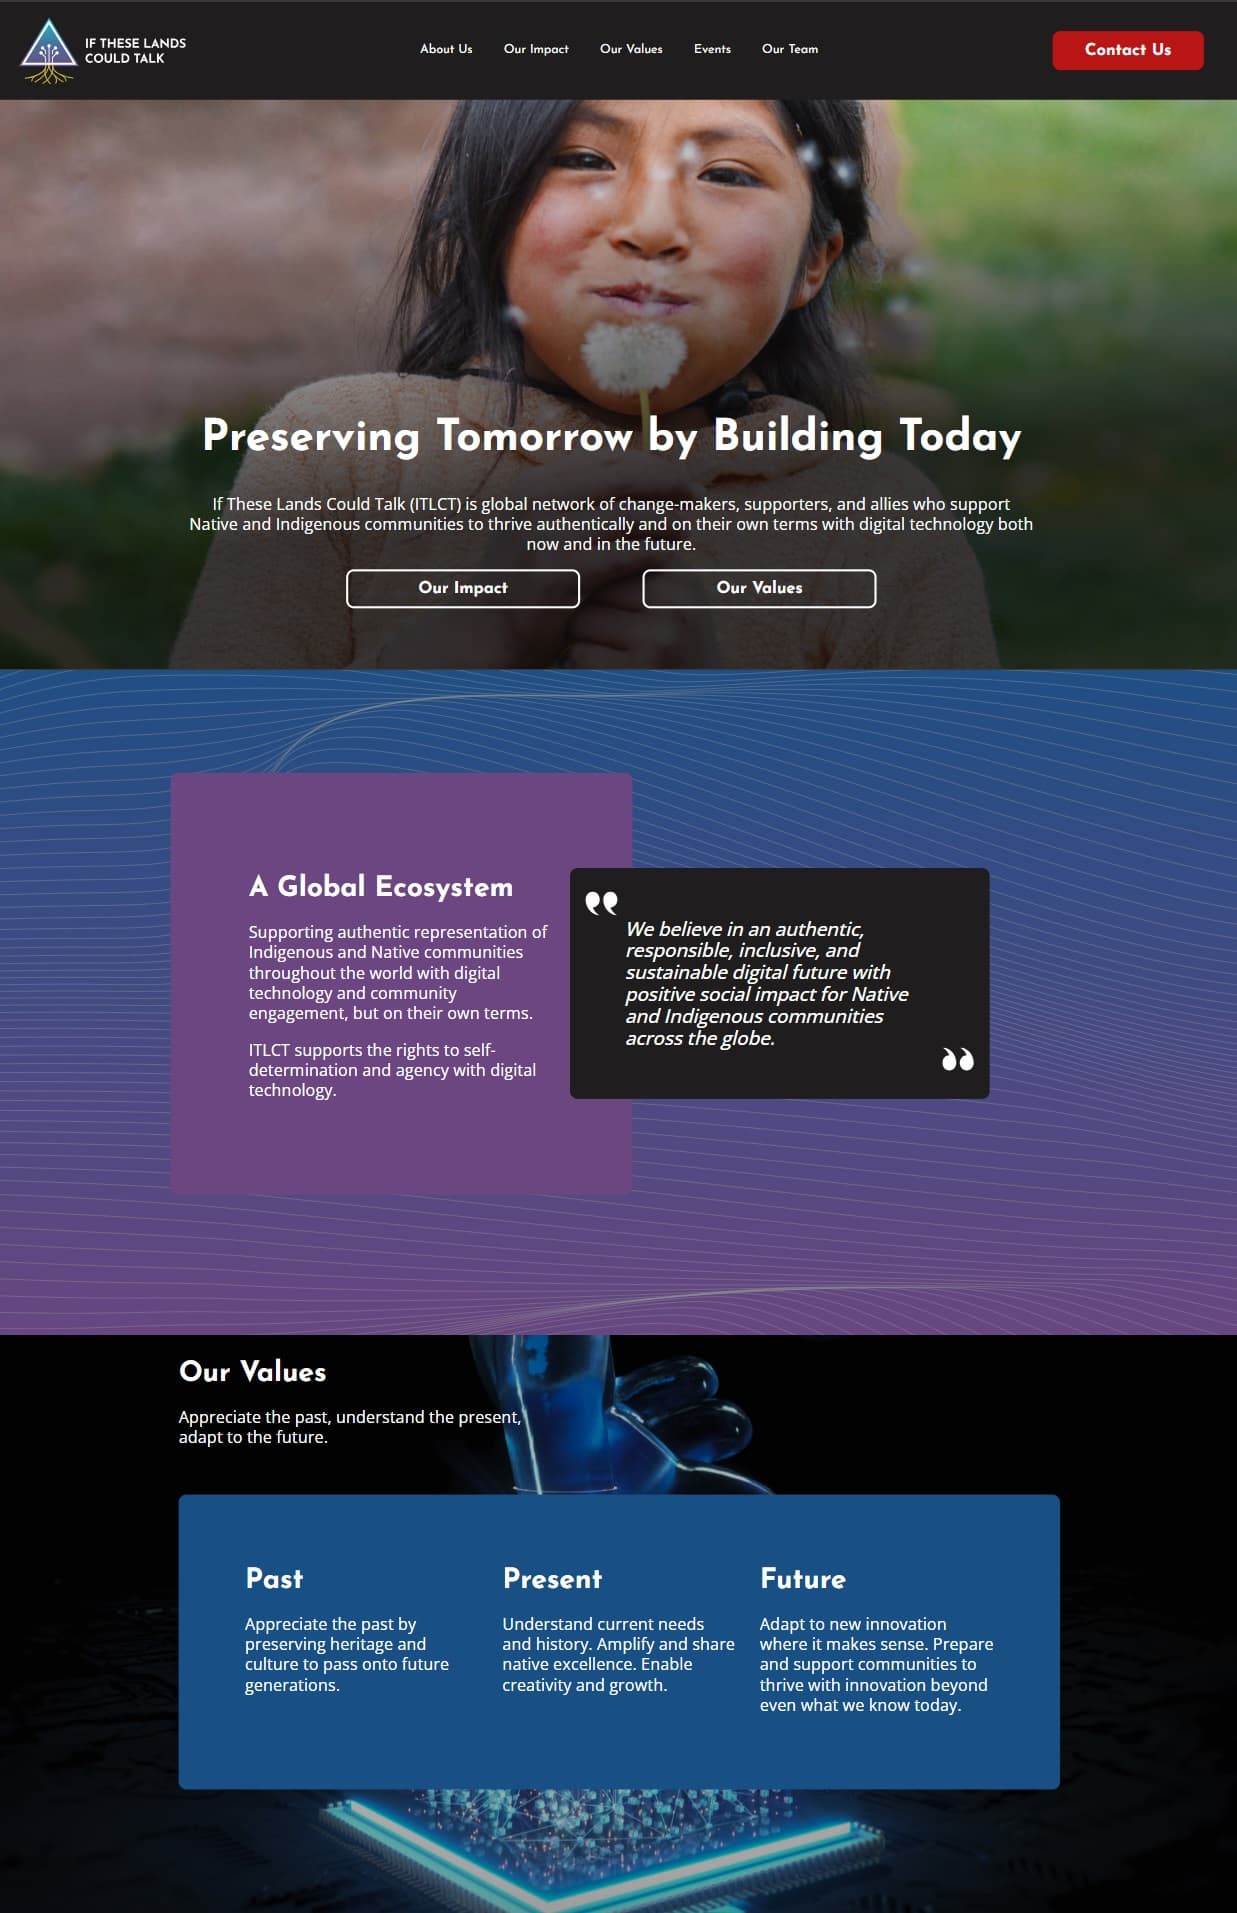 IF THESE LANDS
COULD TALK
About Us
Our Impact
Our Values
Events
Our Team
Contact Us
Preserving Tomorrow by Building Today
If These Lands Could Talk (ITLCT) is global network of change-makers, supporters, and allies who support
Native and Indigenous communities to thrive authentically and on their own terms with digital technology both
now and in the future.
Our Impact
Our Values
A Global Ecosystem
Supporting authentic representation of
Indigenous and Native communities
throughout the world with digital
technology and community
engagement, but on their own terms.
ITLCT supports the rights to self-
determination and agency with digital
technology.
❞
We believe in an authentic,
responsible, inclusive, and
sustainable digital future with
positive social impact for Native
and Indigenous communities
across the globe.
❝
Our Values
Appreciate the past, understand the present,
adapt to the future.
Past
Appreciate the past by
preserving heritage and
culture to pass onto future
generations.
Present
Understand current needs
and history. Amplify and share
native excellence. Enable
creativity and growth.
Future
Adapt to new innovation
where it makes sense. Prepare
and support communities to
thrive with innovation beyond
even what we know today.